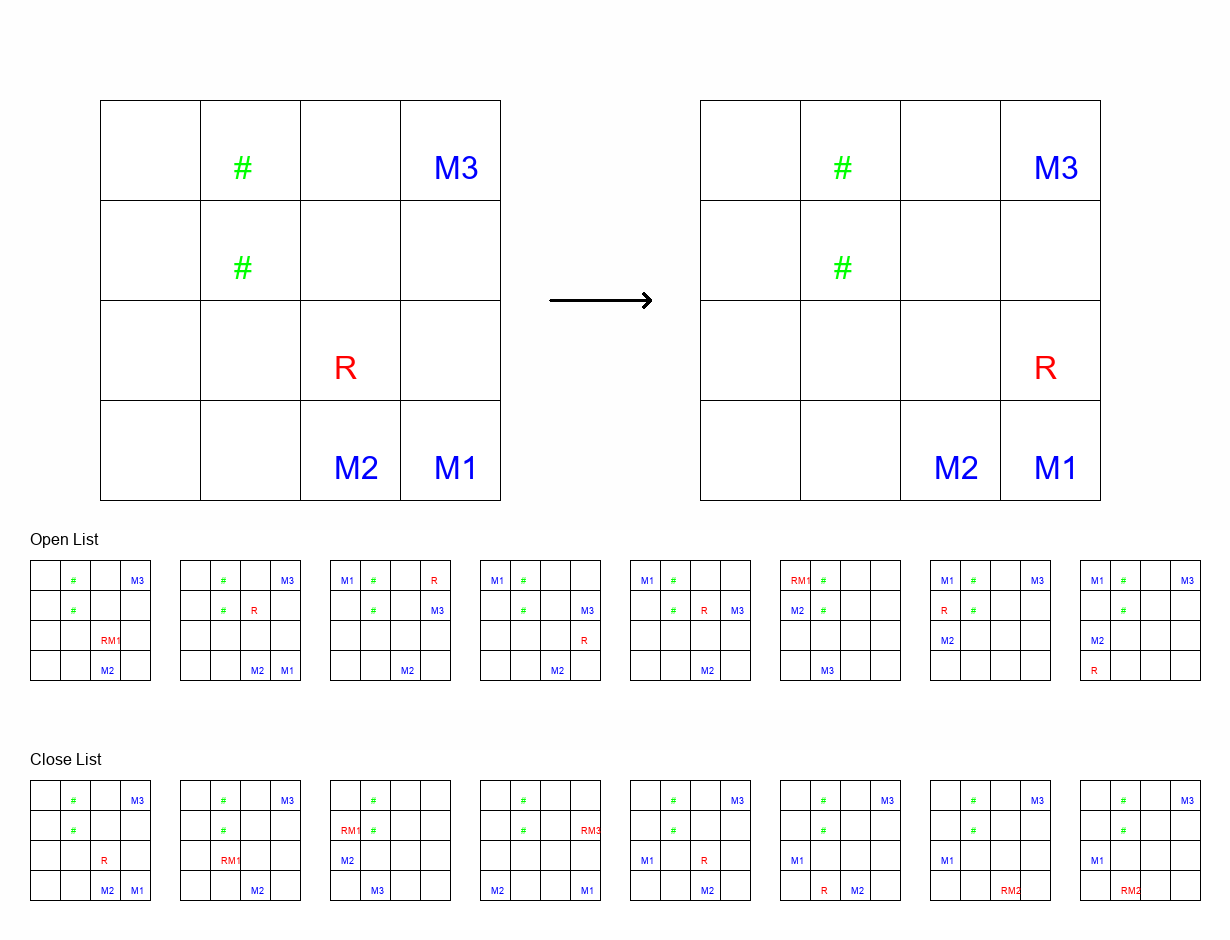 # M3 # M3
# #
R R
M2 M1 M2 M1
Open List
# M3 # M3 M1 # R M1 # M1 # RM1 # M1 # M3 M1 # M3
# # R # M3 # M3 # R M3 M2 # R # #
RM1 R M2 M2
M2 M2 M1 M2 M2 M2 M3 R
Close List
# M3 # M3 # # # M3 # M3 # M3 # M3
# # RM1 # # RM3 # # # #
R RM1 M2 M1 R M1 M1 M1
M2 M1 M2 M3 M2 M1 M2 R M2 RM2 RM2